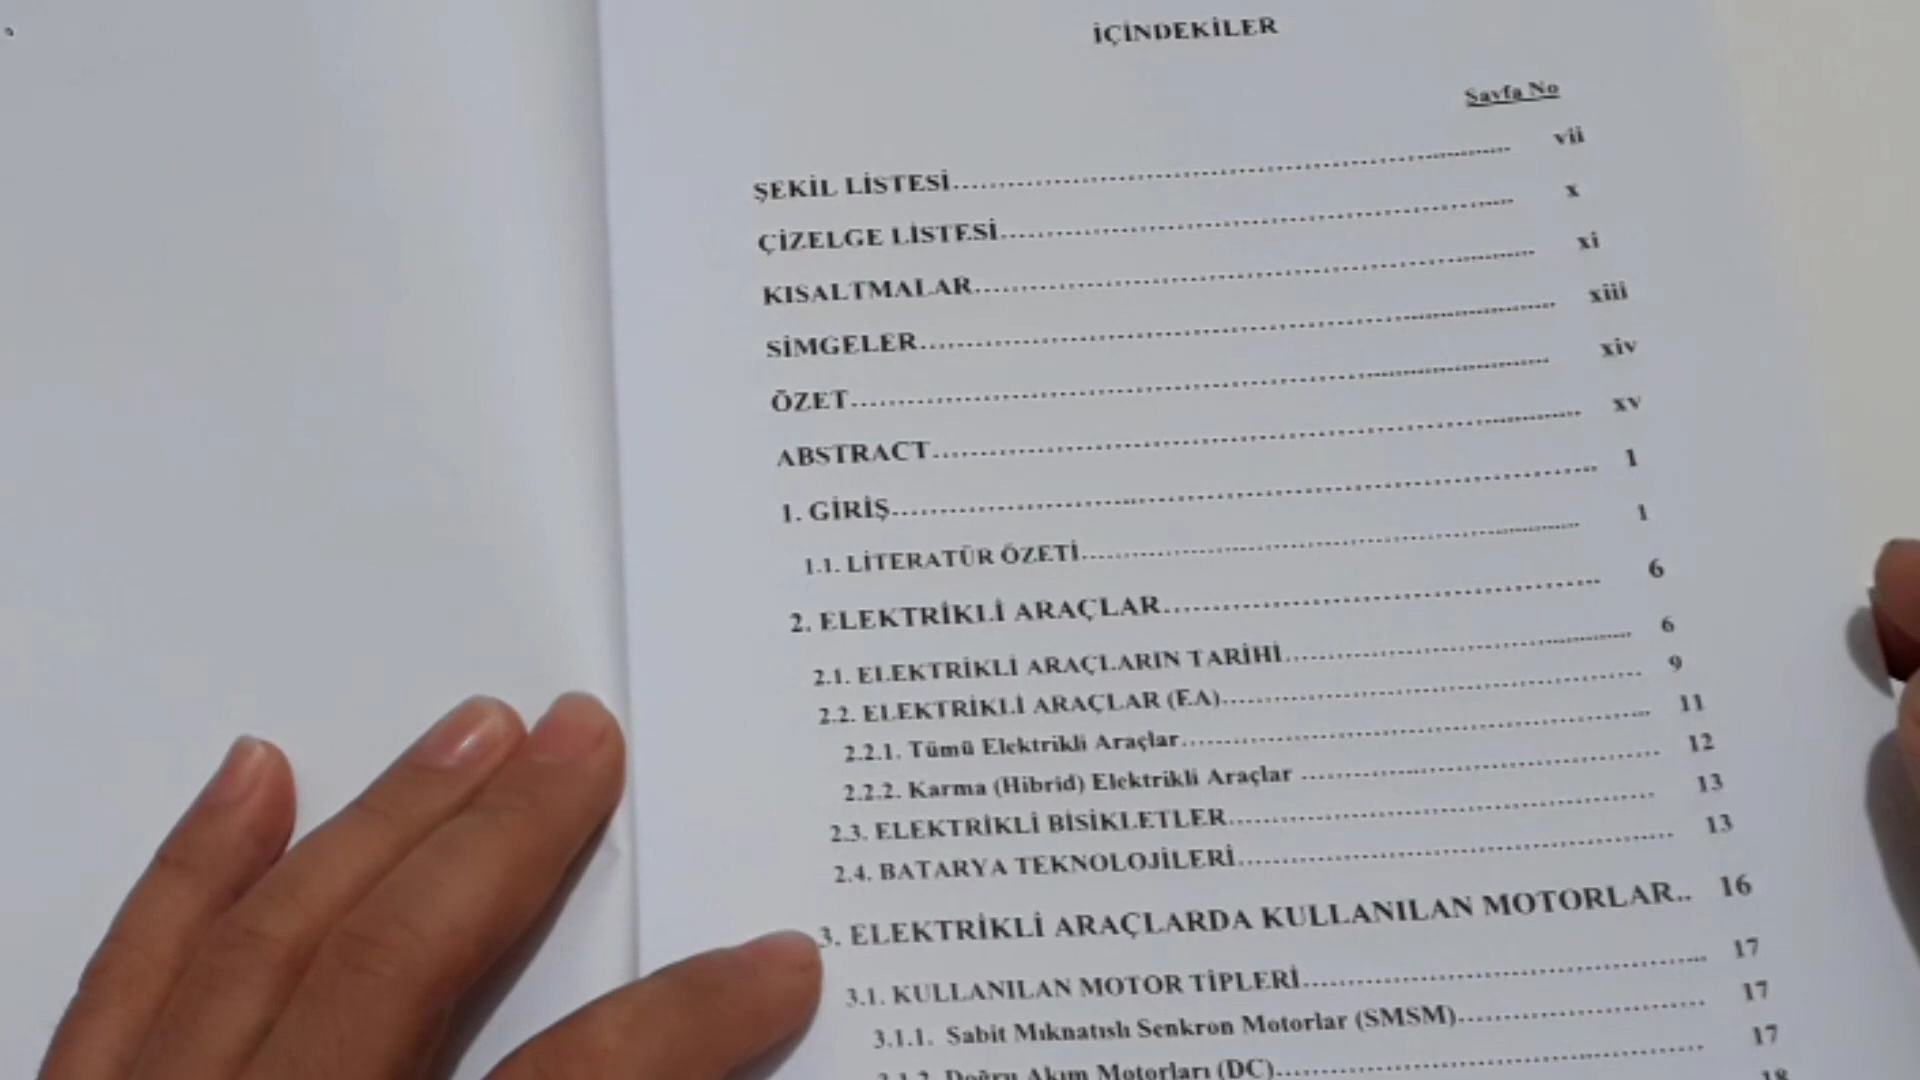 İÇİNDEKİLER
Sayfa No
ŞEKİL LİSTESİ vii
ÇİZELGE LİSTESİ x
KISALTMALAR xi
SİMGELER xiii
ÖZET xiv
ABSTRACT xv
1. GİRİŞ 1
1.1. LİTERATÜR ÖZETİ 1
2. ELEKTRİKLİ ARAÇLAR 6
2.1. ELEKTRİKLİ ARAÇLARIN TARİHİ 6
2.2. ELEKTRİKLİ ARAÇLAR (EA) 9
2.2.1. Tümü Elektrikli Araçlar 11
2.2.2. Karma (Hibrid) Elektrikli Araçlar 12
2.3. ELEKTRİKLİ BİSİKLETLER 13
2.4. BATARYA TEKNOLOJİLERİ 13
3. ELEKTRİKLİ ARAÇLARDA KULLANILAN MOTORLAR.. 16
3.1. KULLANILAN MOTOR TİPLERİ 17
3.1.1. Sabit Mıknatıslı Senkron Motorlar (SMSM) 17
3.1.2. Doğru Akım Motorları (DC) 17
18